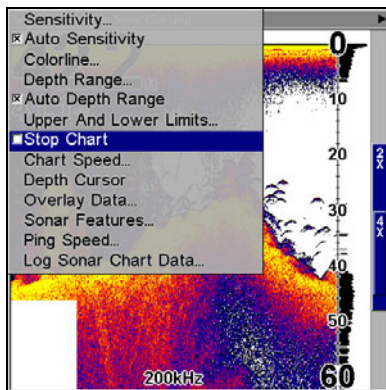 Sensitivity...
Auto Sensitivity
Colorline...
Depth Range...
Auto Depth Range
Upper And Lower Limits...
Stop Chart
Chart Speed...
Depth Cursor
Overlay Data...
Sonar Features...
Ping Speed...
Log Sonar Chart Data...
0
10
20
30
40
50
60
200kHz
2X
4X